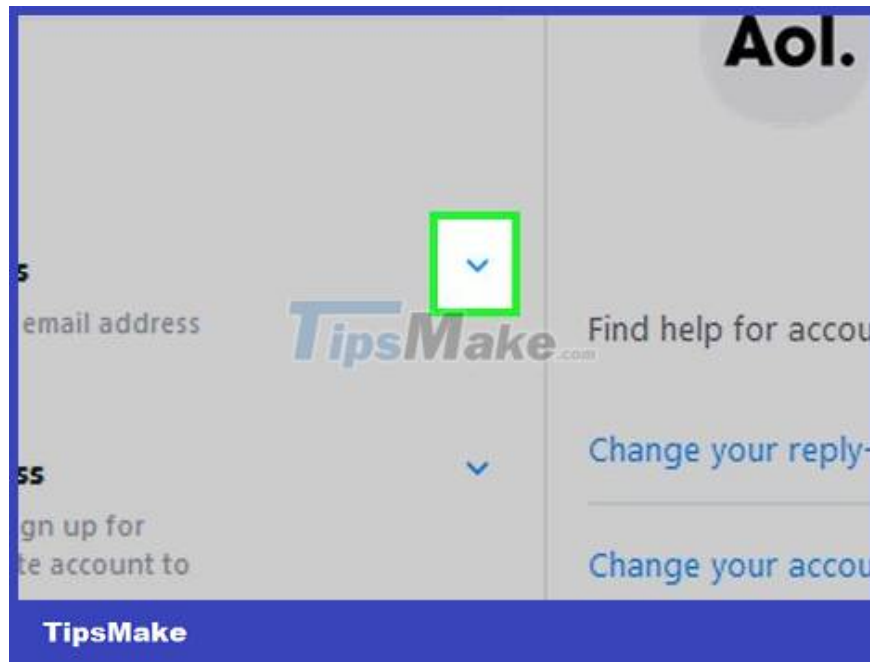 Aol.
s
email address
TipsMake.com
Find help for accou
ss
Change your reply-
gn up for
te account to
Change your accou
TipsMake